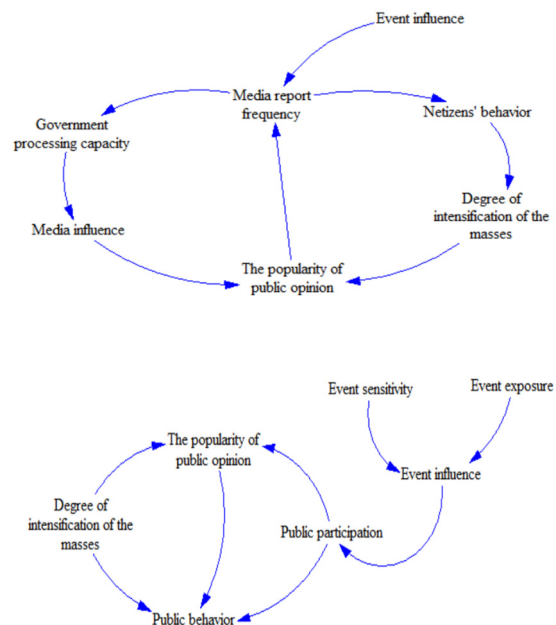 Event influence
Media report
frequency
Government
processing capacity
Netizens' behavior
Media influence
Degree of
intensification of the
masses
The popularity of
public opinion
Event sensitivity
Event exposure
The popularity of
public opinion
Event influence
Degree of
intensification of the
masses
Public participation
Public behavior